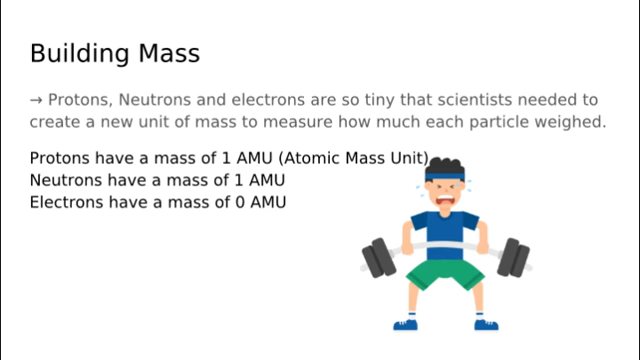 Building Mass
→ Protons, Neutrons and electrons are so tiny that scientists needed to
create a new unit of mass to measure how much each particle weighed.
Protons have a mass of 1 AMU (Atomic Mass Unit)
Neutrons have a mass of 1 AMU
Electrons have a mass of 0 AMU